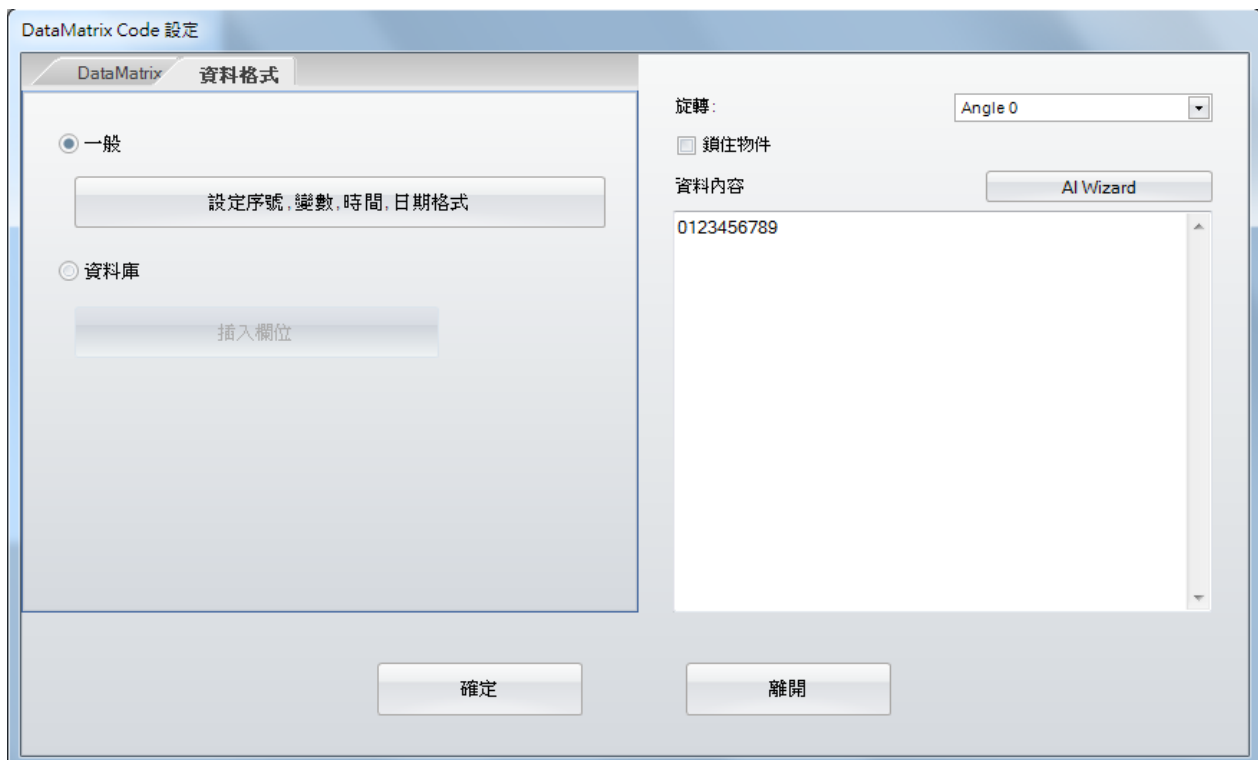 DataMatrix Code 設定
DataMatrix
資料格式
一般
設定序號,變數,時間,日期格式
資料庫
插入欄位
旋轉:
Angle 0
鎖住物件
資料內容
AI Wizard
0123456789
確定
離開